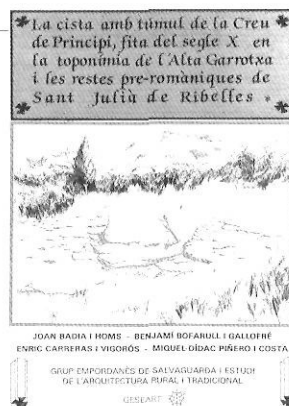 La cista amb túmul de la Creu
de Principi, fita del segle X en
la toponímia de l'Alta Garrotxa
i les restes pre-romàniques de
Sant Julià de Ribelles.
JOAN BADIA I HOMS - BENJAMÍ BOFARULL I GALLOFRÉ
ENRIC CARRERAS I VIGORÓS - MIQUEL-DÍDAC PIÑERO I COSTA
GRUP EMPORDANÈS DE SALVAGUARDA I ESTUDI
DE L'ARQUITECTURA RURAL I TRADICIONAL
GESEART